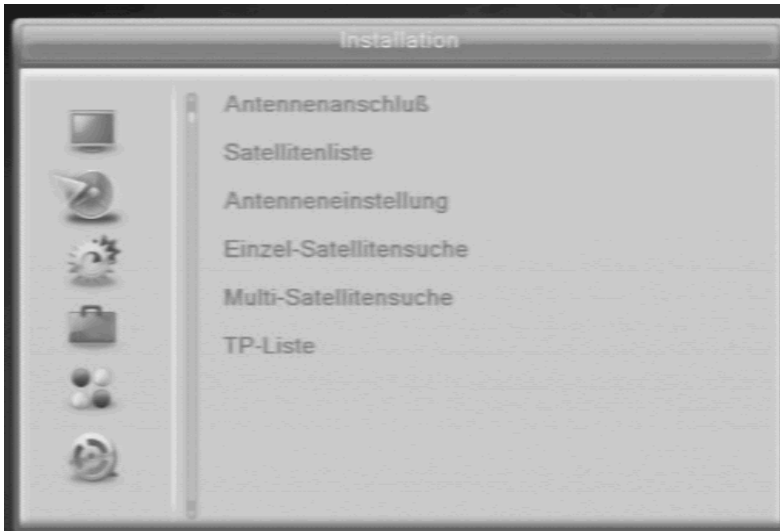 Installation
Antennenanschluß
Satellitenliste
Antenneneinstellung
Einzel-Satellitensuche
Multi-Satellitensuche
TP-Liste